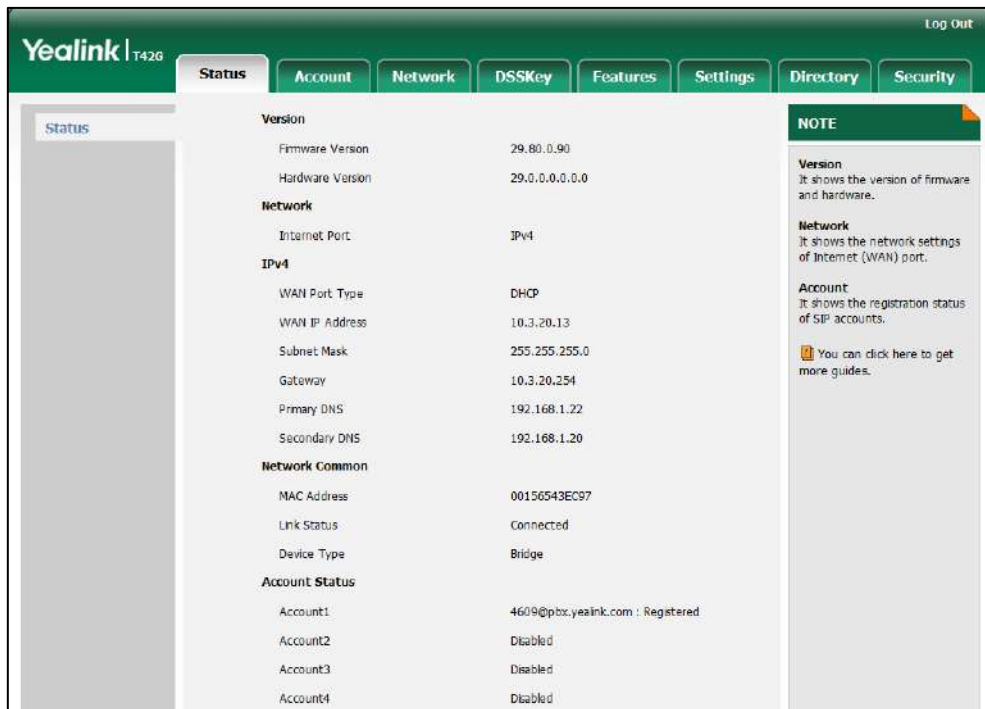 Log Out
Yealink | T42G
Status Account Network DSSKey Features Settings Directory Security
Status
Version
Firmware Version 29.80.0.90
Hardware Version 29.0.0.0.0.0.0
Network
Internet Port IPv4
IPv4
WAN Port Type DHCP
WAN IP Address 10.3.20.13
Subnet Mask 255.255.255.0
Gateway 10.3.20.254
Primary DNS 192.168.1.22
Secondary DNS 192.168.1.20
Network Common
MAC Address 00156543EC97
Link Status Connected
Device Type Bridge
Account Status
Account1 4609@pbx.yealink.com : Registered
Account2 Disabled
Account3 Disabled
Account4 Disabled
NOTE
Version
It shows the version of firmware
and hardware.
Network
It shows the network settings
of Internet (WAN) port.
Account
It shows the registration status
of SIP accounts.
You can click here to get
more guides.